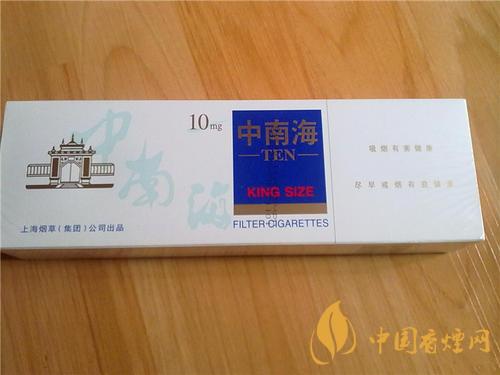 中南海
10mg
中南海
TEN
KING SIZE
FILTER CIGARETTES
上海烟草(集团)公司出品
吸烟有害健康
尽早戒烟有益健康
中国香煙网